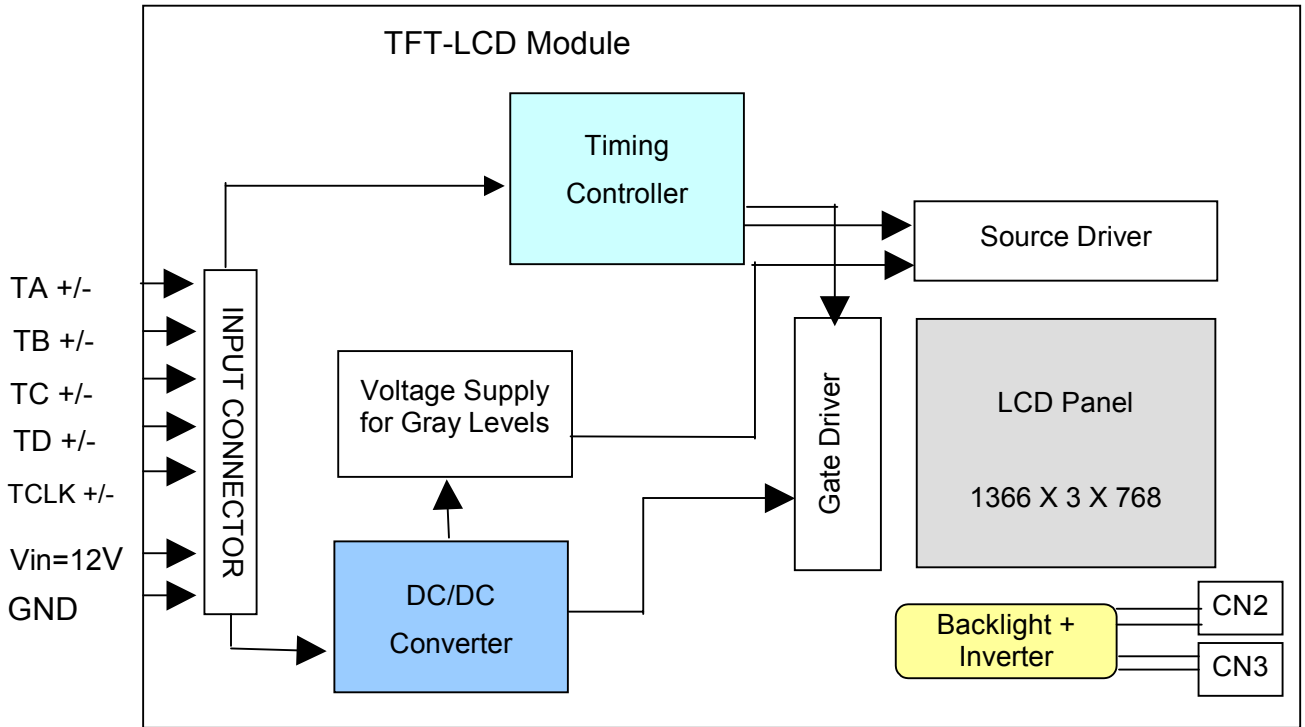 TFT-LCD Module
Timing
Controller
Source Driver
TA +/-
TB +/-
TC +/-
TD +/-
TCLK +/-
Vin=12V
GND
INPUT CONNECTOR
Voltage Supply
for Gray Levels
Gate Driver
LCD Panel
1366 X 3 X 768
DC/DC
Converter
Backlight +
Inverter
CN2
CN3